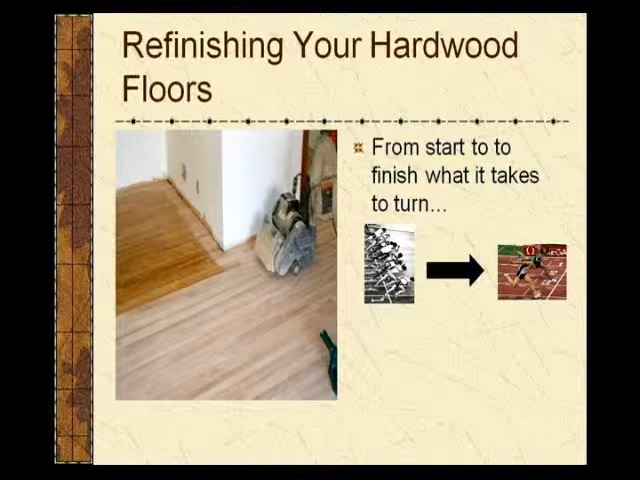 Refinishing Your Hardwood
Floors
From start to to
finish what it takes
to turn...